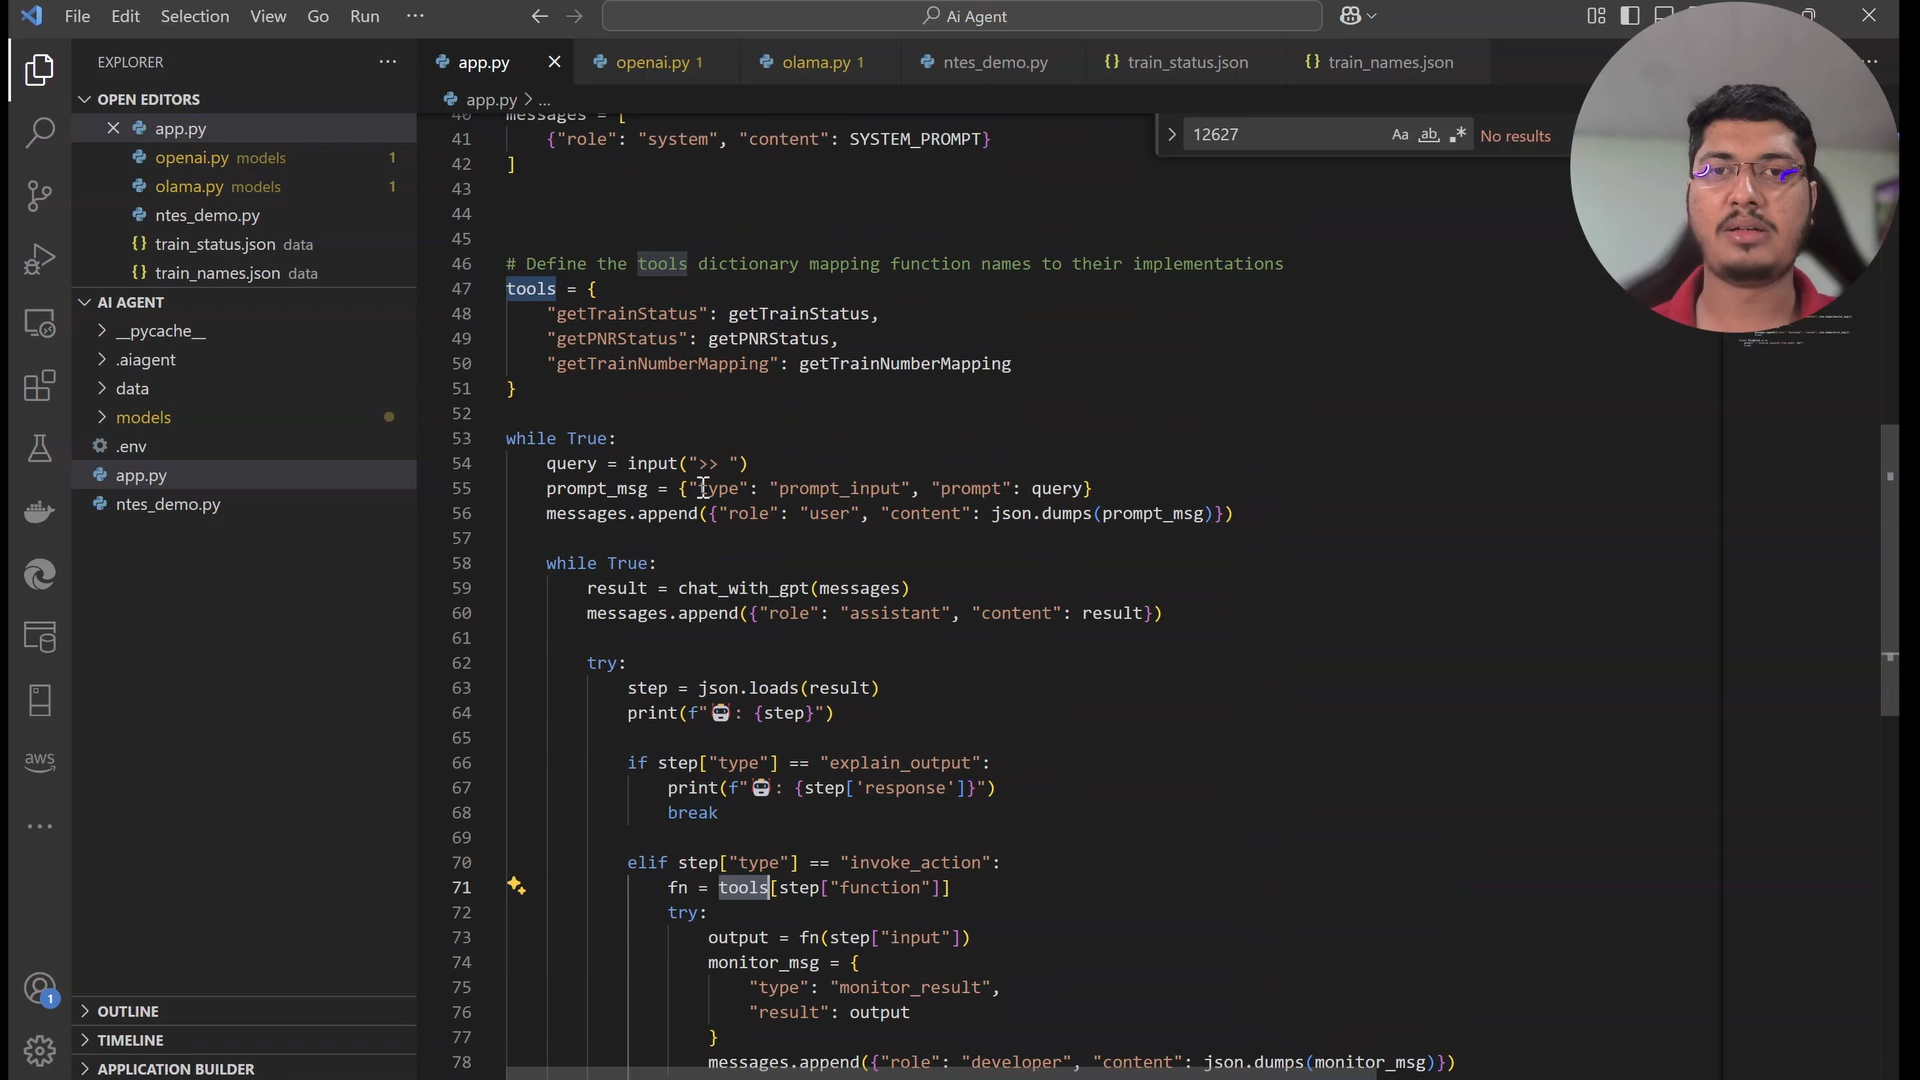 File Edit Selection View Go Run ···
Ai Agent
EXPLORER ···
OPEN EDITORS
app.py
openai.py models 1
olama.py models 1
ntes_demo.py
train_status.json data
train_names.json data
AI AGENT
__pycache__
.aiagent
data
models
.env
app.py
ntes_demo.py
OUTLINE
TIMELINE
APPLICATION BUILDER
aws
1
app.py
openai.py 1
olama.py 1
ntes_demo.py
{} train_status.json
{} train_names.json
app.py > ...
12627 Aa ab .* No results
40 messages = [
41 {"role": "system", "content": SYSTEM_PROMPT}
42 ]
43
44
45
46 # Define the tools dictionary mapping function names to their implementations
47 tools = {
48 "getTrainStatus": getTrainStatus,
49 "getPNRStatus": getPNRStatus,
50 "getTrainNumberMapping": getTrainNumberMapping
51 }
52
53 while True:
54 query = input(">> ")
55 prompt_msg = {"type": "prompt_input", "prompt": query}
56 messages.append({"role": "user", "content": json.dumps(prompt_msg)})
57
58 while True:
59 result = chat_with_gpt(messages)
60 messages.append({"role": "assistant", "content": result})
61
62 try:
63 step = json.loads(result)
64 print(f"🤖: {step}")
65
66 if step["type"] == "explain_output":
67 print(f"🤖: {step['response']}")
68 break
69
70 elif step["type"] == "invoke_action":
71 fn = tools[step["function"]]
72 try:
73 output = fn(step["input"])
74 monitor_msg = {
75 "type": "monitor_result",
76 "result": output
77 }
78 messages.append({"role": "developer", "content": json.dumps(monitor_msg)})